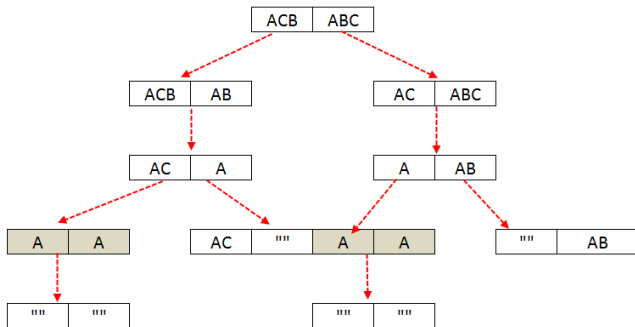 ACB ABC
ACB AB AC ABC
AC A A AB
A A AC "" A A "" AB
"" "" "" ""